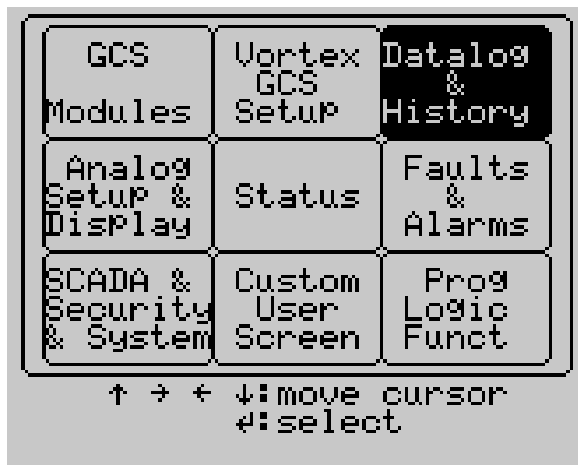 GCS
Modules
Vortex
GCS
Setup
Datalog
&
History
Analog
Setup &
Display
Status
Faults
&
Alarms
SCADA &
Security
& System
Custom
User
Screen
Prog
Logic
Funct
↑ → ← ↓:move cursor
↵:select